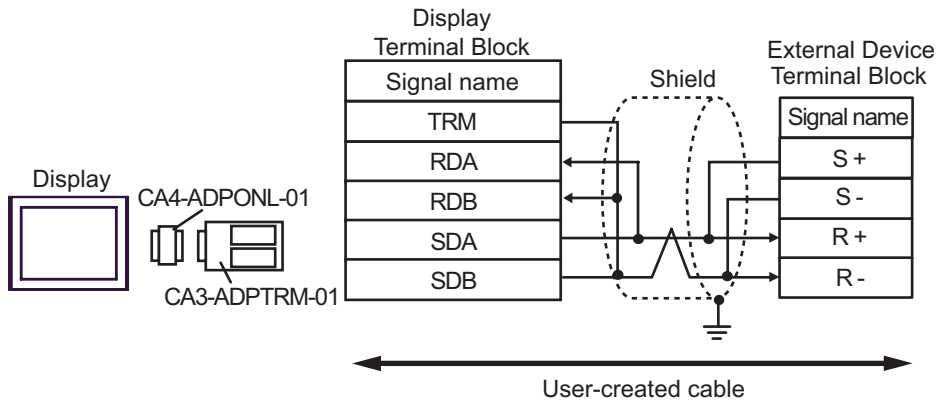 Display
Terminal Block
Signal name
TRM
RDA
RDB
SDA
SDB
Shield
External Device
Terminal Block
Signal name
S +
S -
R +
R -
Display
CA4-ADPONL-01
CA3-ADPTRM-01
User-created cable